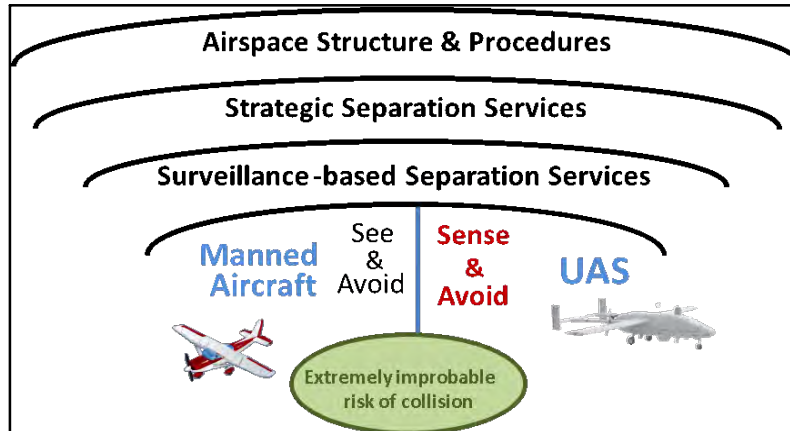 Airspace Structure & Procedures
Strategic Separation Services
Surveillance-based Separation Services
Manned
Aircraft
See
&
Avoid
Sense
&
Avoid
UAS
Extremely improbable
risk of collision